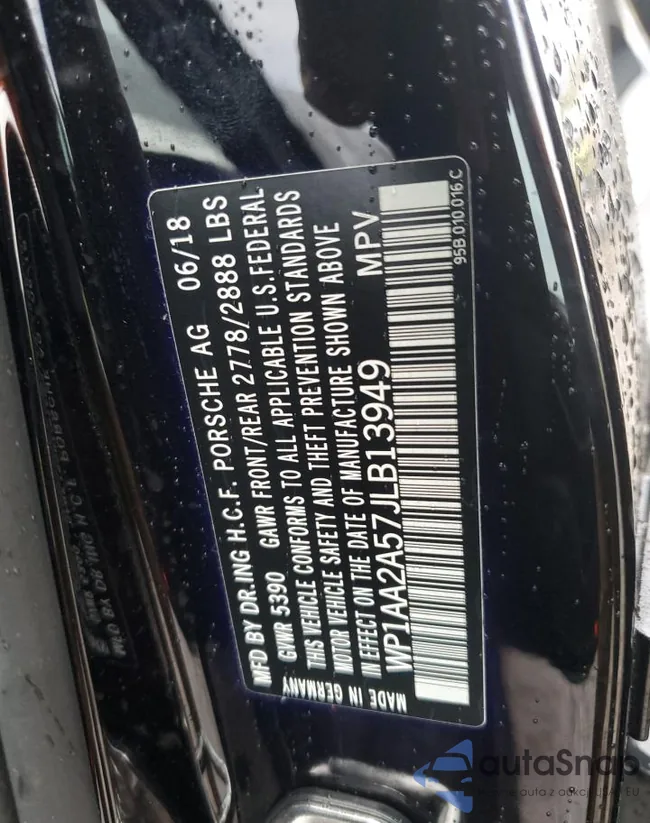 MFD BY DR.ING H.C.F. PORSCHE AG 06/18
GVWR 5390 GAWR FRONT/REAR 2778/2888 LBS
THIS VEHICLE CONFORMS TO ALL APPLICABLE U.S.FEDERAL
MOTOR VEHICLE SAFETY AND THEFT PREVENTION STANDARDS
IN EFFECT ON THE DATE OF MANUFACTURE SHOWN ABOVE
WP1AA2A57JLB13949 MPV
MADE IN GERMANY
95B.010.016.C
autoSnap